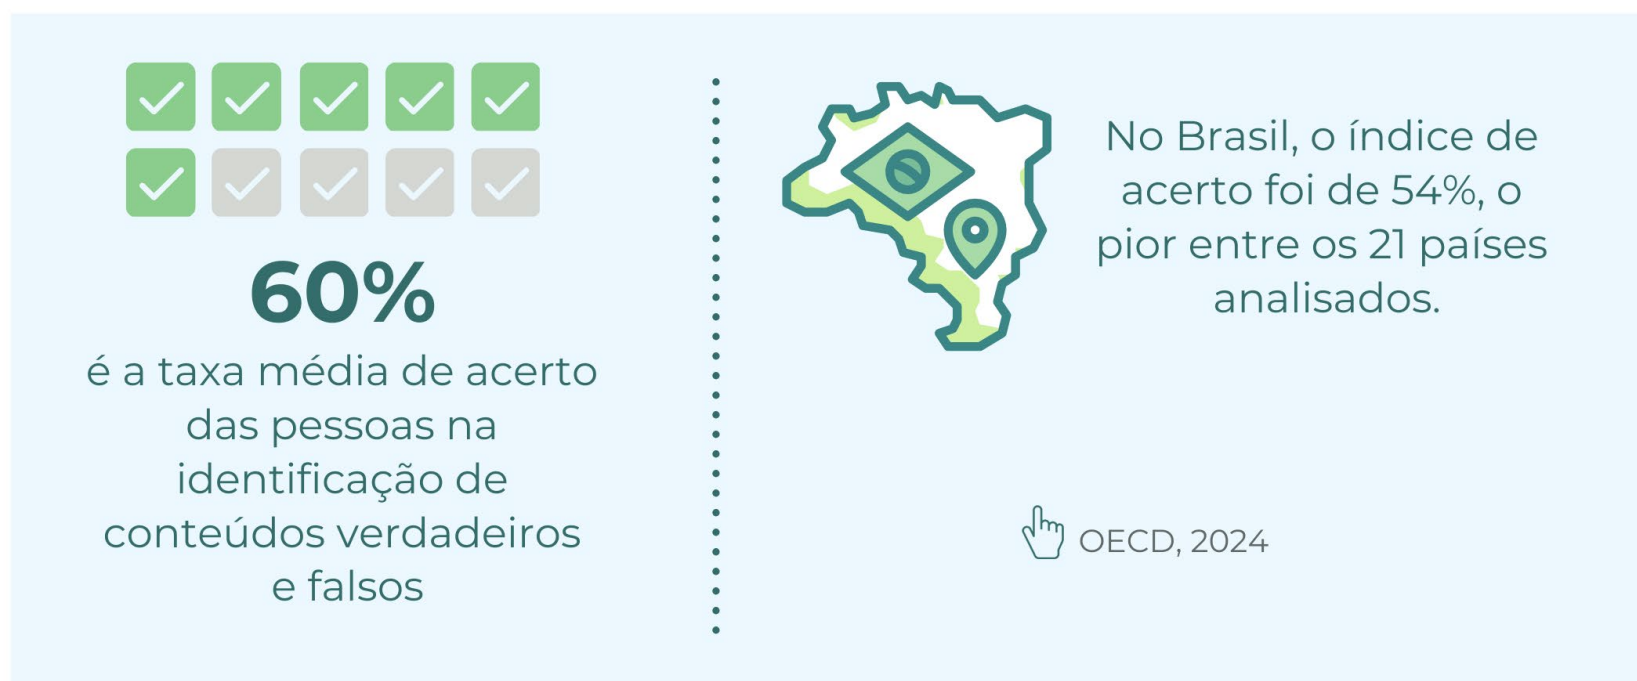 60%
é a taxa média de acerto
das pessoas na
identificação de
conteúdos verdadeiros
e falsos
No Brasil, o índice de
acerto foi de 54%, o
pior entre os 21 países
analisados.
OECD, 2024